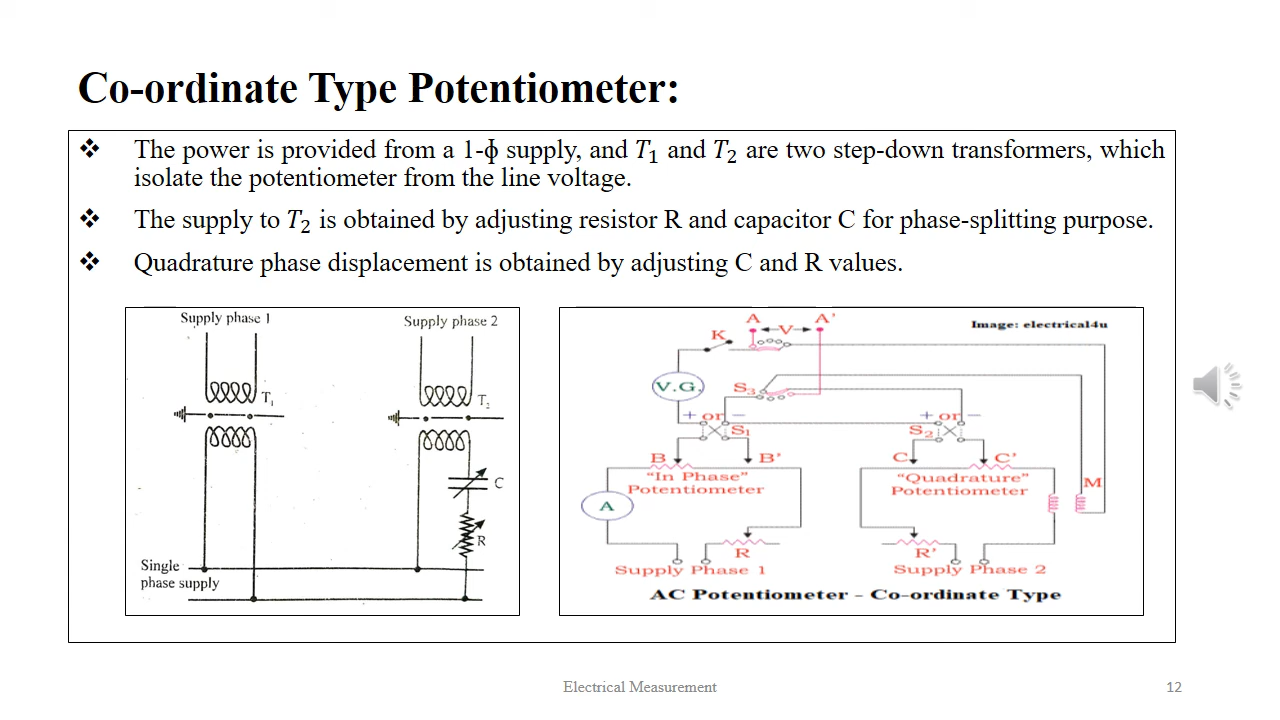 Co-ordinate Type Potentiometer:
❖ The power is provided from a 1-ϕ supply, and T₁ and T₂ are two step-down transformers, which
isolate the potentiometer from the line voltage.
❖ The supply to T₂ is obtained by adjusting resistor R and capacitor C for phase-splitting purpose.
❖ Quadrature phase displacement is obtained by adjusting C and R values.
Supply phase 1
Supply phase 2
T₁
T₂
C
R
Single
phase supply
A A'
V
Image: electrical4u
K
V.G.
S₃
+ or −
+ or −
S₁
S₂
B B'
C C'
"In Phase"
Potentiometer
"Quadrature"
Potentiometer
M
A
R
R'
Supply Phase 1
Supply Phase 2
AC Potentiometer - Co-ordinate Type
Electrical Measurement
12